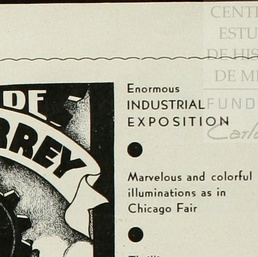 CENT
ESTU
DE HIS
DE M
FUND
Carlo
DE
RREY
Enormous
INDUSTRIAL
EXPOSITION
Marvelous and colorful
illuminations as in
Chicago Fair